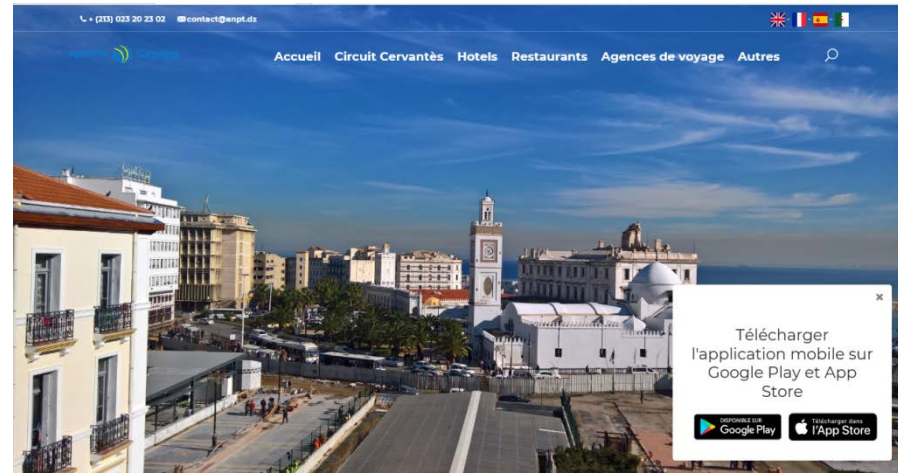 + (213) 023 20 23 02 contact@anpt.dz
Accueil Circuit Cervantès Hotels Restaurants Agences de voyage Autres
×
Télécharger
l'application mobile sur
Google Play et App
Store
DISPONIBLE SUR
Google Play
Télécharger dans
l'App Store